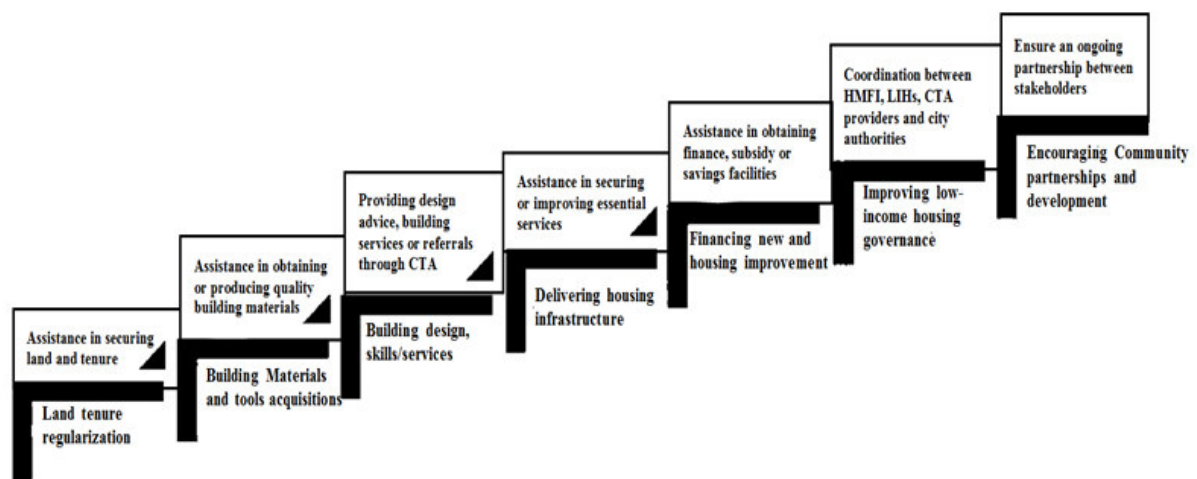 Assistance in securing
land and tenure
Land tenure
regularization
Assistance in obtaining
or producing quality
building materials
Building Materials
and tools acquisitions
Providing design
advice, building
services or referrals
through CTA
Building design,
skills/services
Assistance in securing
or improving essential
services
Delivering housing
infrastructure
Assistance in obtaining
finance, subsidy or
savings facilities
Financing new and
housing improvement
Coordination between
HMFI, LIHs, CTA
providers and city
authorities
Improving low-
income housing
governance
Ensure an ongoing
partnership between
stakeholders
Encouraging Community
partnerships and
development